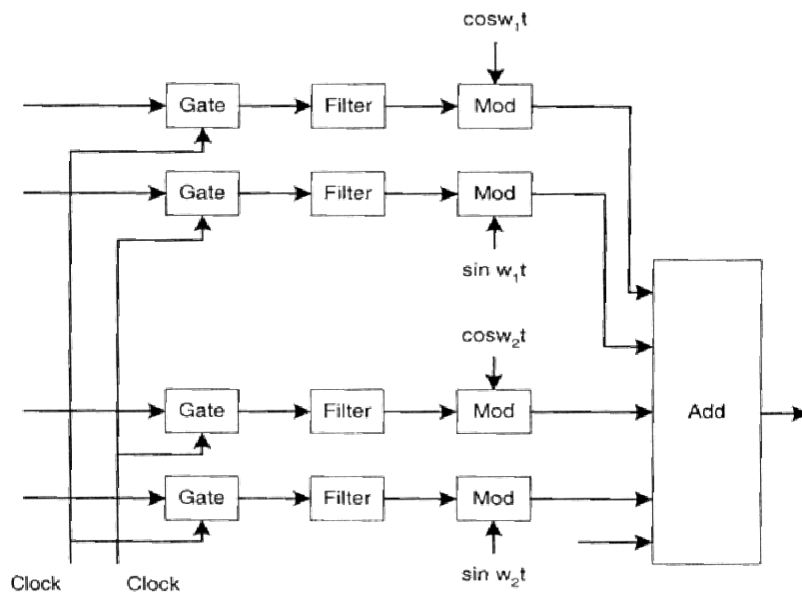 cosw₁t
Gate Filter Mod
Gate Filter Mod
sin w₁t
cosw₂t
Gate Filter Mod
Add
Gate Filter Mod
sin w₂t
Clock Clock